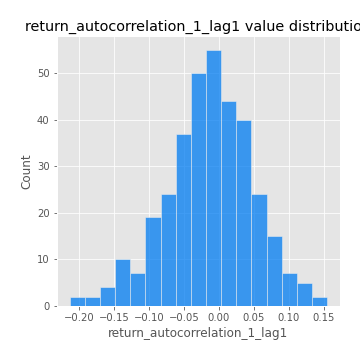 return_autocorrelation_1_lag1 value distributio
50
40
30
20
10
0
Count
−0.20 −0.15 −0.10 −0.05 0.00 0.05 0.10 0.15
return_autocorrelation_1_lag1